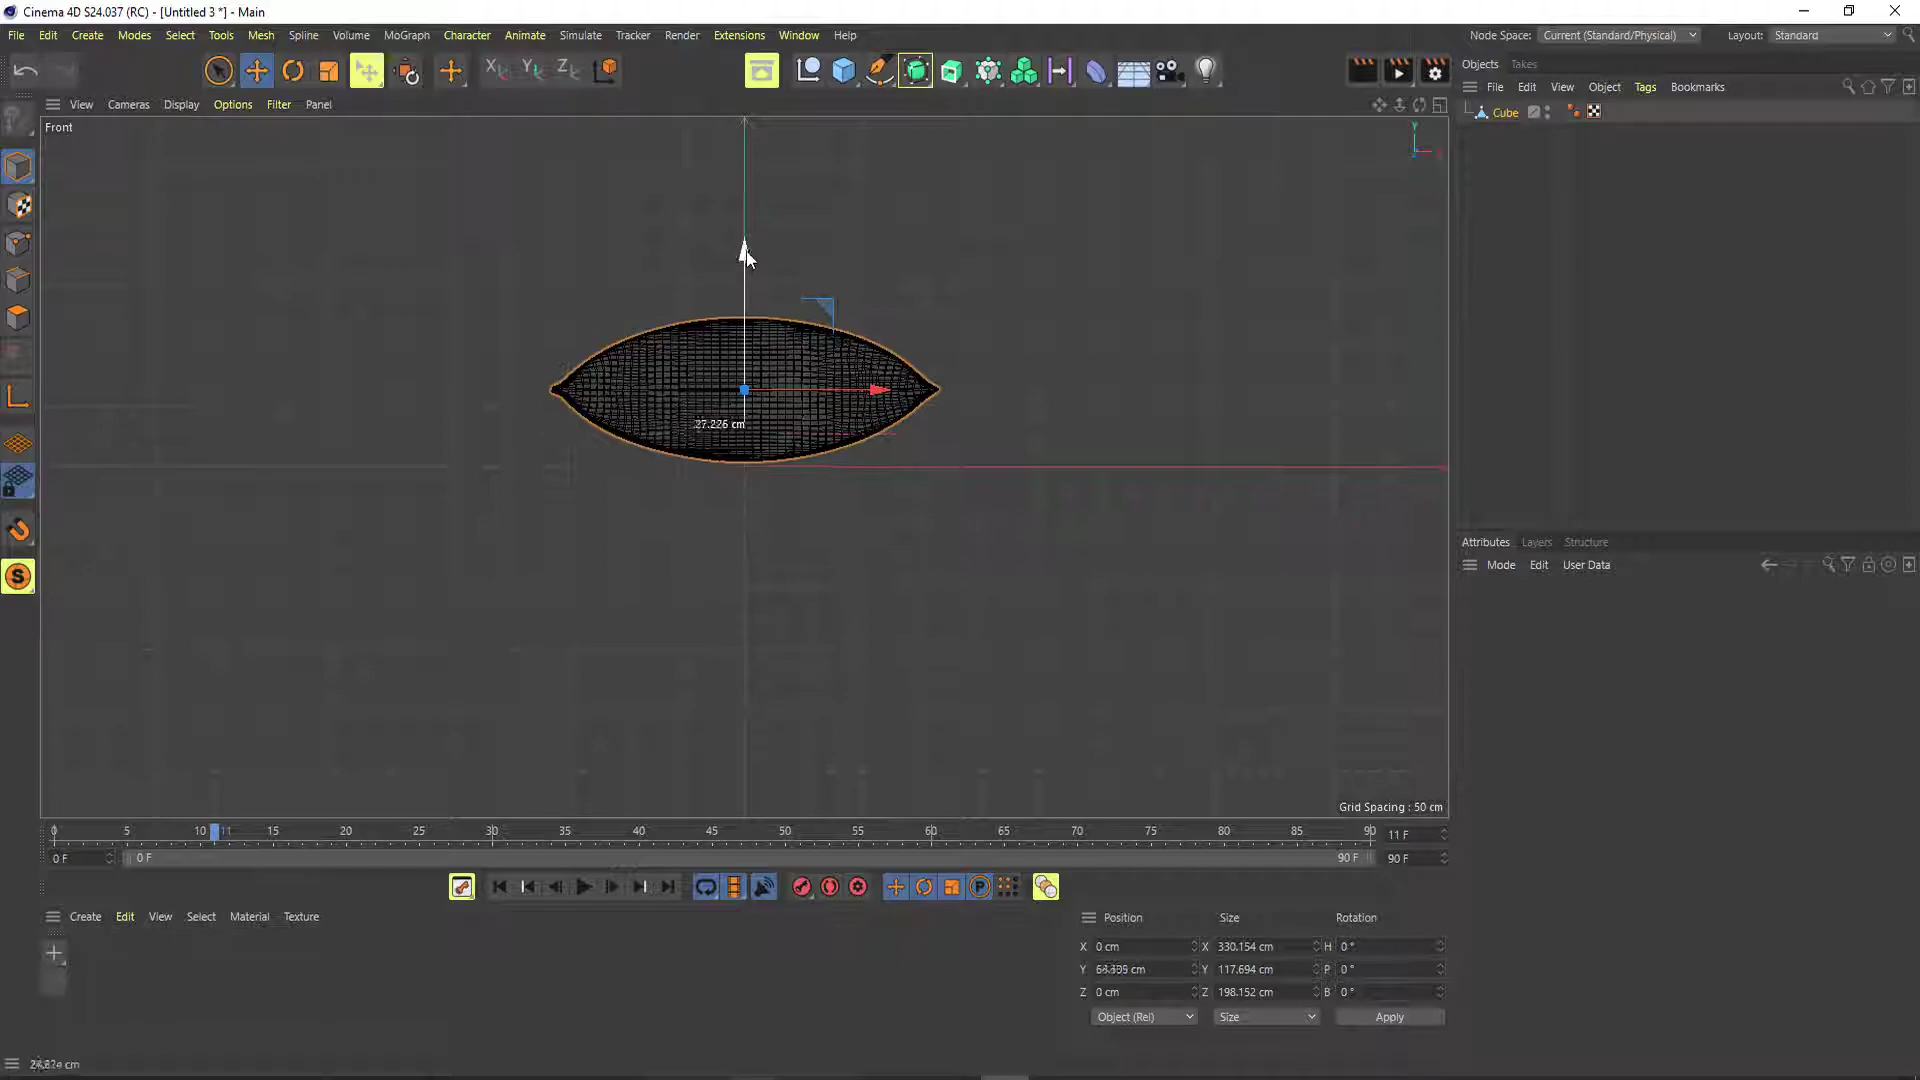 Cinema 4D S24.037 (RC) - [Untitled 3 *] - Main
File Edit Create Modes Select Tools Mesh Spline Volume MoGraph Character Animate Simulate Tracker Render Extensions Window Help
Node Space: Current (Standard/Physical) Layout: Standard
X Y Z
Objects Takes
File Edit View Object Tags Bookmarks
View Cameras Display Options Filter Panel
Cube
Front
Y
27.226 cm
Attributes Layers Structure
Mode Edit User Data
S
Grid Spacing : 50 cm
0 5 10 11 15 20 25 30 35 40 45 50 55 60 65 70 75 80 85 90
11 F
0 F 0 F 90 F 90 F
P
Create Edit View Select Material Texture
Position Size Rotation
X 0 cm X 330.154 cm H 0 °
Y Y 117.694 cm P 0 °
Z 0 cm Z 198.152 cm B 0 °
Object (Rel) Size Apply